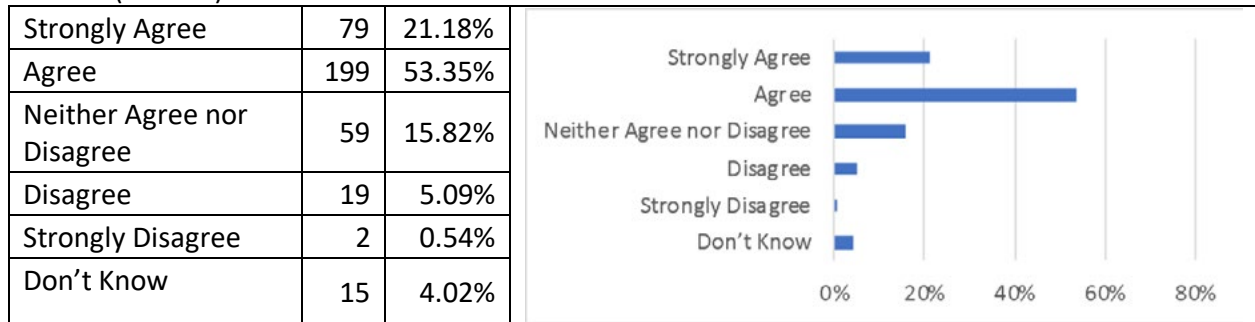 Strongly Agree 79 21.18%
Agree 199 53.35%
Neither Agree nor
Disagree 59 15.82%
Disagree 19 5.09%
Strongly Disagree 2 0.54%
Don’t Know 15 4.02%
Strongly Agree
Agree
Neither Agree nor Disagree
Disagree
Strongly Disagree
Don’t Know
0% 20% 40% 60% 80%